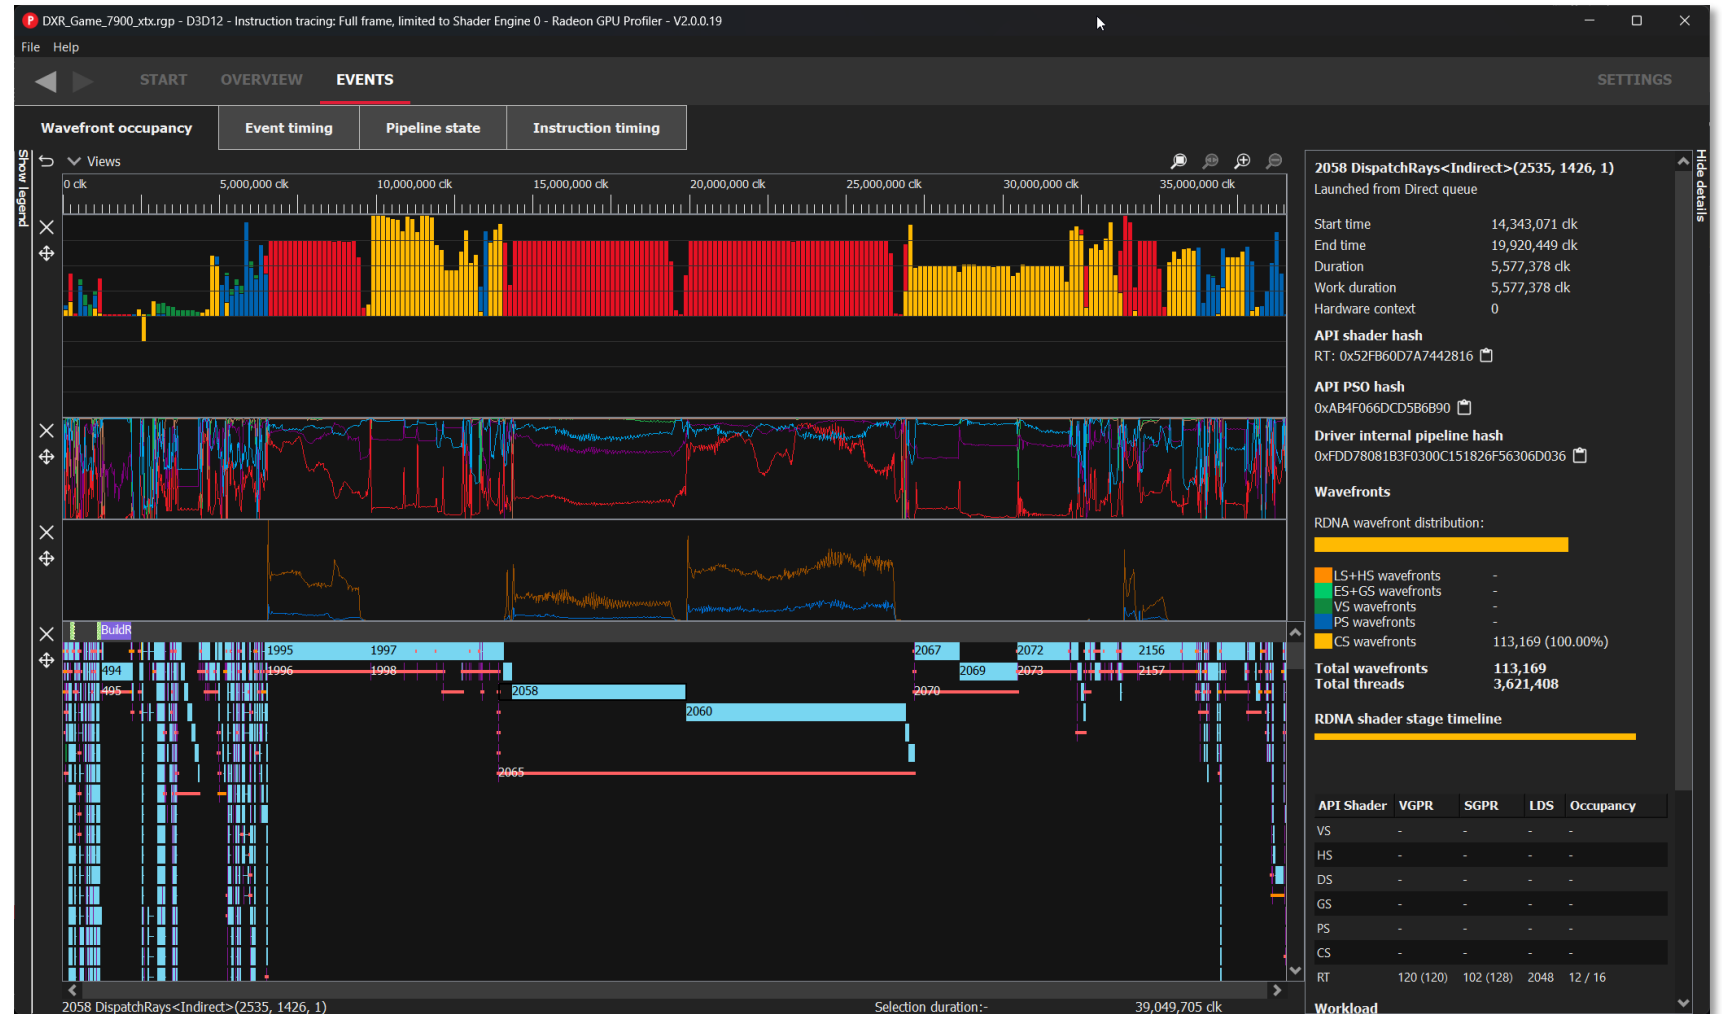 DXR_Game_7900_xtx.rgp - D3D12 - Instruction tracing: Full frame, limited to Shader Engine 0 - Radeon GPU Profiler - V2.0.0.19
File Help
START OVERVIEW EVENTS SETTINGS
Wavefront occupancy Event timing Pipeline state Instruction timing
Show legend
Views
0 clk 5,000,000 clk 10,000,000 clk 15,000,000 clk 20,000,000 clk 25,000,000 clk 30,000,000 clk 35,000,000 clk
BuildR
1995 1997 2067 2072 2156
494 1996 1998 2069 2073 2157
495 2058 2070
2060
2065
2058 DispatchRays<Indirect>(2535, 1426, 1) Selection duration:- 39,049,705 clk
Hide details
2058 DispatchRays<Indirect>(2535, 1426, 1)
Launched from Direct queue
Start time 14,343,071 clk
End time 19,920,449 clk
Duration 5,577,378 clk
Work duration 5,577,378 clk
Hardware context 0
API shader hash
RT: 0x52FB60D7A7442816
API PSO hash
0xAB4F066DCD5B6B90
Driver internal pipeline hash
0xFDD78081B3F0300C151826F56306D036
Wavefronts
RDNA wavefront distribution:
LS+HS wavefronts -
ES+GS wavefronts -
VS wavefronts -
PS wavefronts -
CS wavefronts 113,169 (100.00%)
Total wavefronts 113,169
Total threads 3,621,408
RDNA shader stage timeline
API Shader VGPR SGPR LDS Occupancy
VS - - - -
HS - - - -
DS - - - -
GS - - - -
PS - - - -
CS - - - -
RT 120 (120) 102 (128) 2048 12 / 16
Workload